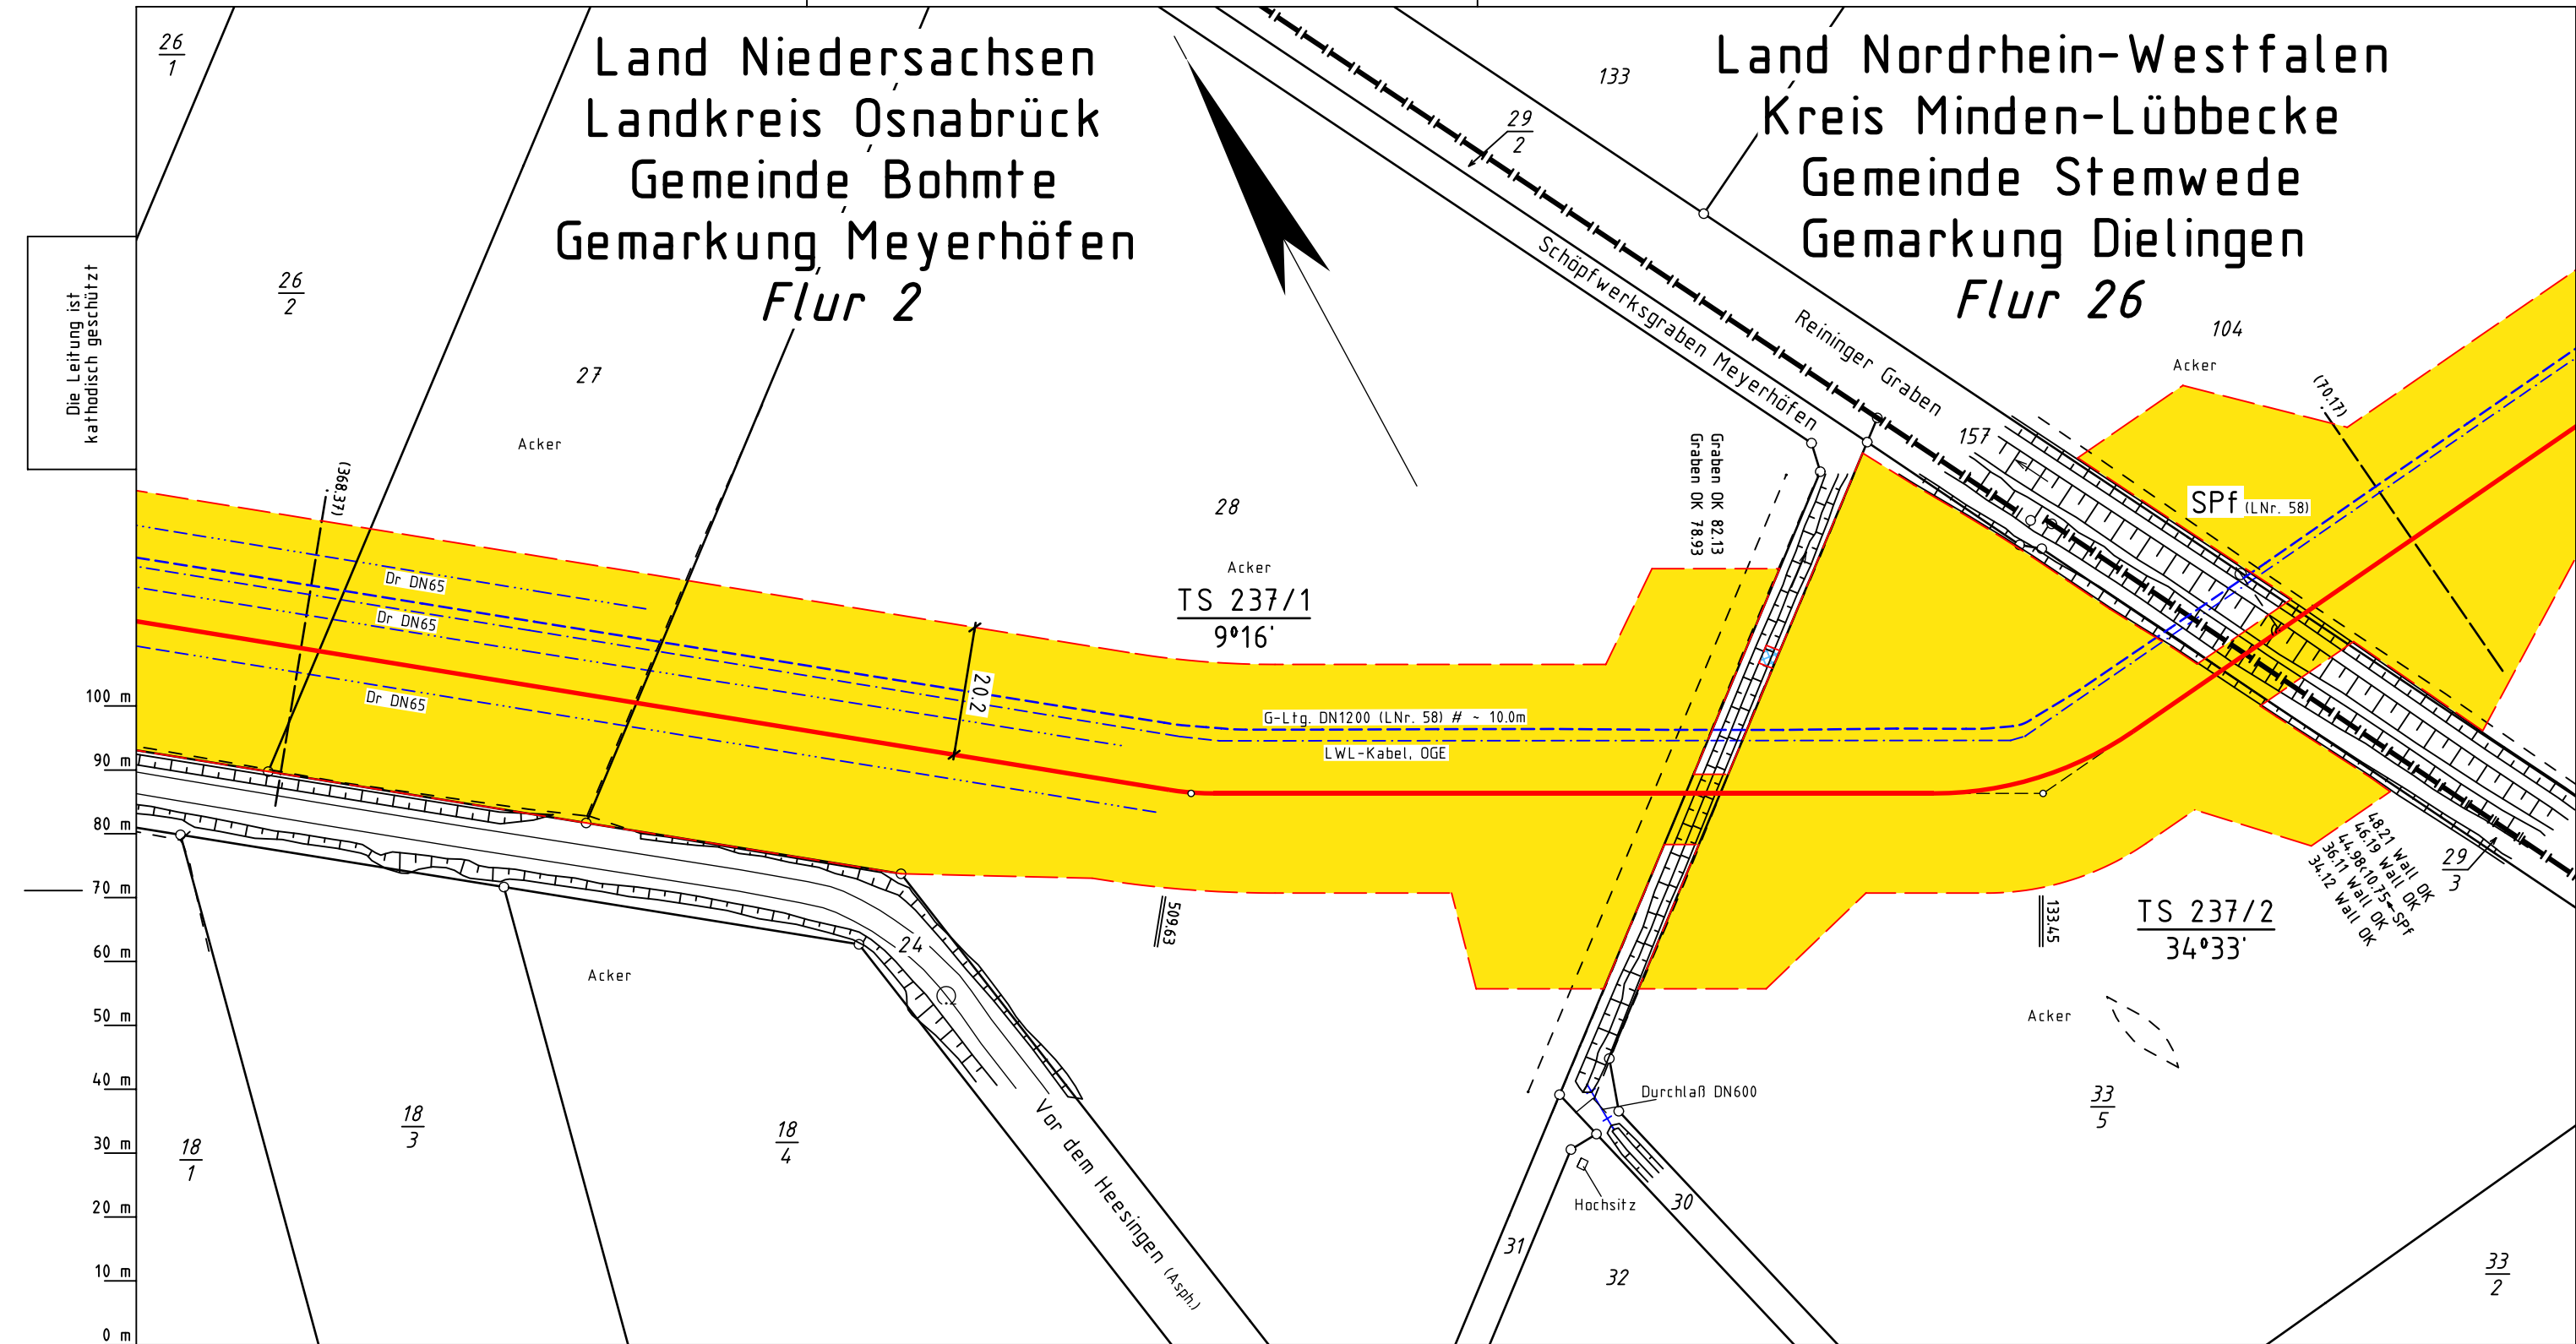 Land Niedersachsen
Landkreis Osnabrück
Gemeinde Bohmte
Gemarkung Meyerhöfen
Flur 2
Land Nordrhein-Westfalen
Kreis Minden-Lübbecke
Gemeinde Stemwede
Gemarkung Dielingen
Flur 26
26
1
26
2
27
Acker
28
Acker
TS 237/1
9°16'
133
29
2
Schöpfwerksgraben Meyerhöfen
Reininger Graben
157
104
Acker
(70.17)
SPf (LNr. 58)
Graben OK 82.13
Graben OK 78.93
Die Leitung ist
kathodisch geschützt
(368.37)
Dr DN65
Dr DN65
Dr DN65
20.2
G-Ltg. DN1200 (LNr. 58) # ~ 10.0m
LWL-Kabel, OGE
509.63
133.45
TS 237/2
34°33'
48.21 Wall OK
46.19 Wall OK
44.98<10.75 SPf
36.11 Wall OK
34.12 Wall OK
29
3
24
Acker
Acker
Vor dem Heesingen (Asph.)
Durchlaß DN600
Hochsitz
30
31
32
33
5
33
2
18
1
18
3
18
4
100 m
90 m
80 m
70 m
60 m
50 m
40 m
30 m
20 m
10 m
0 m